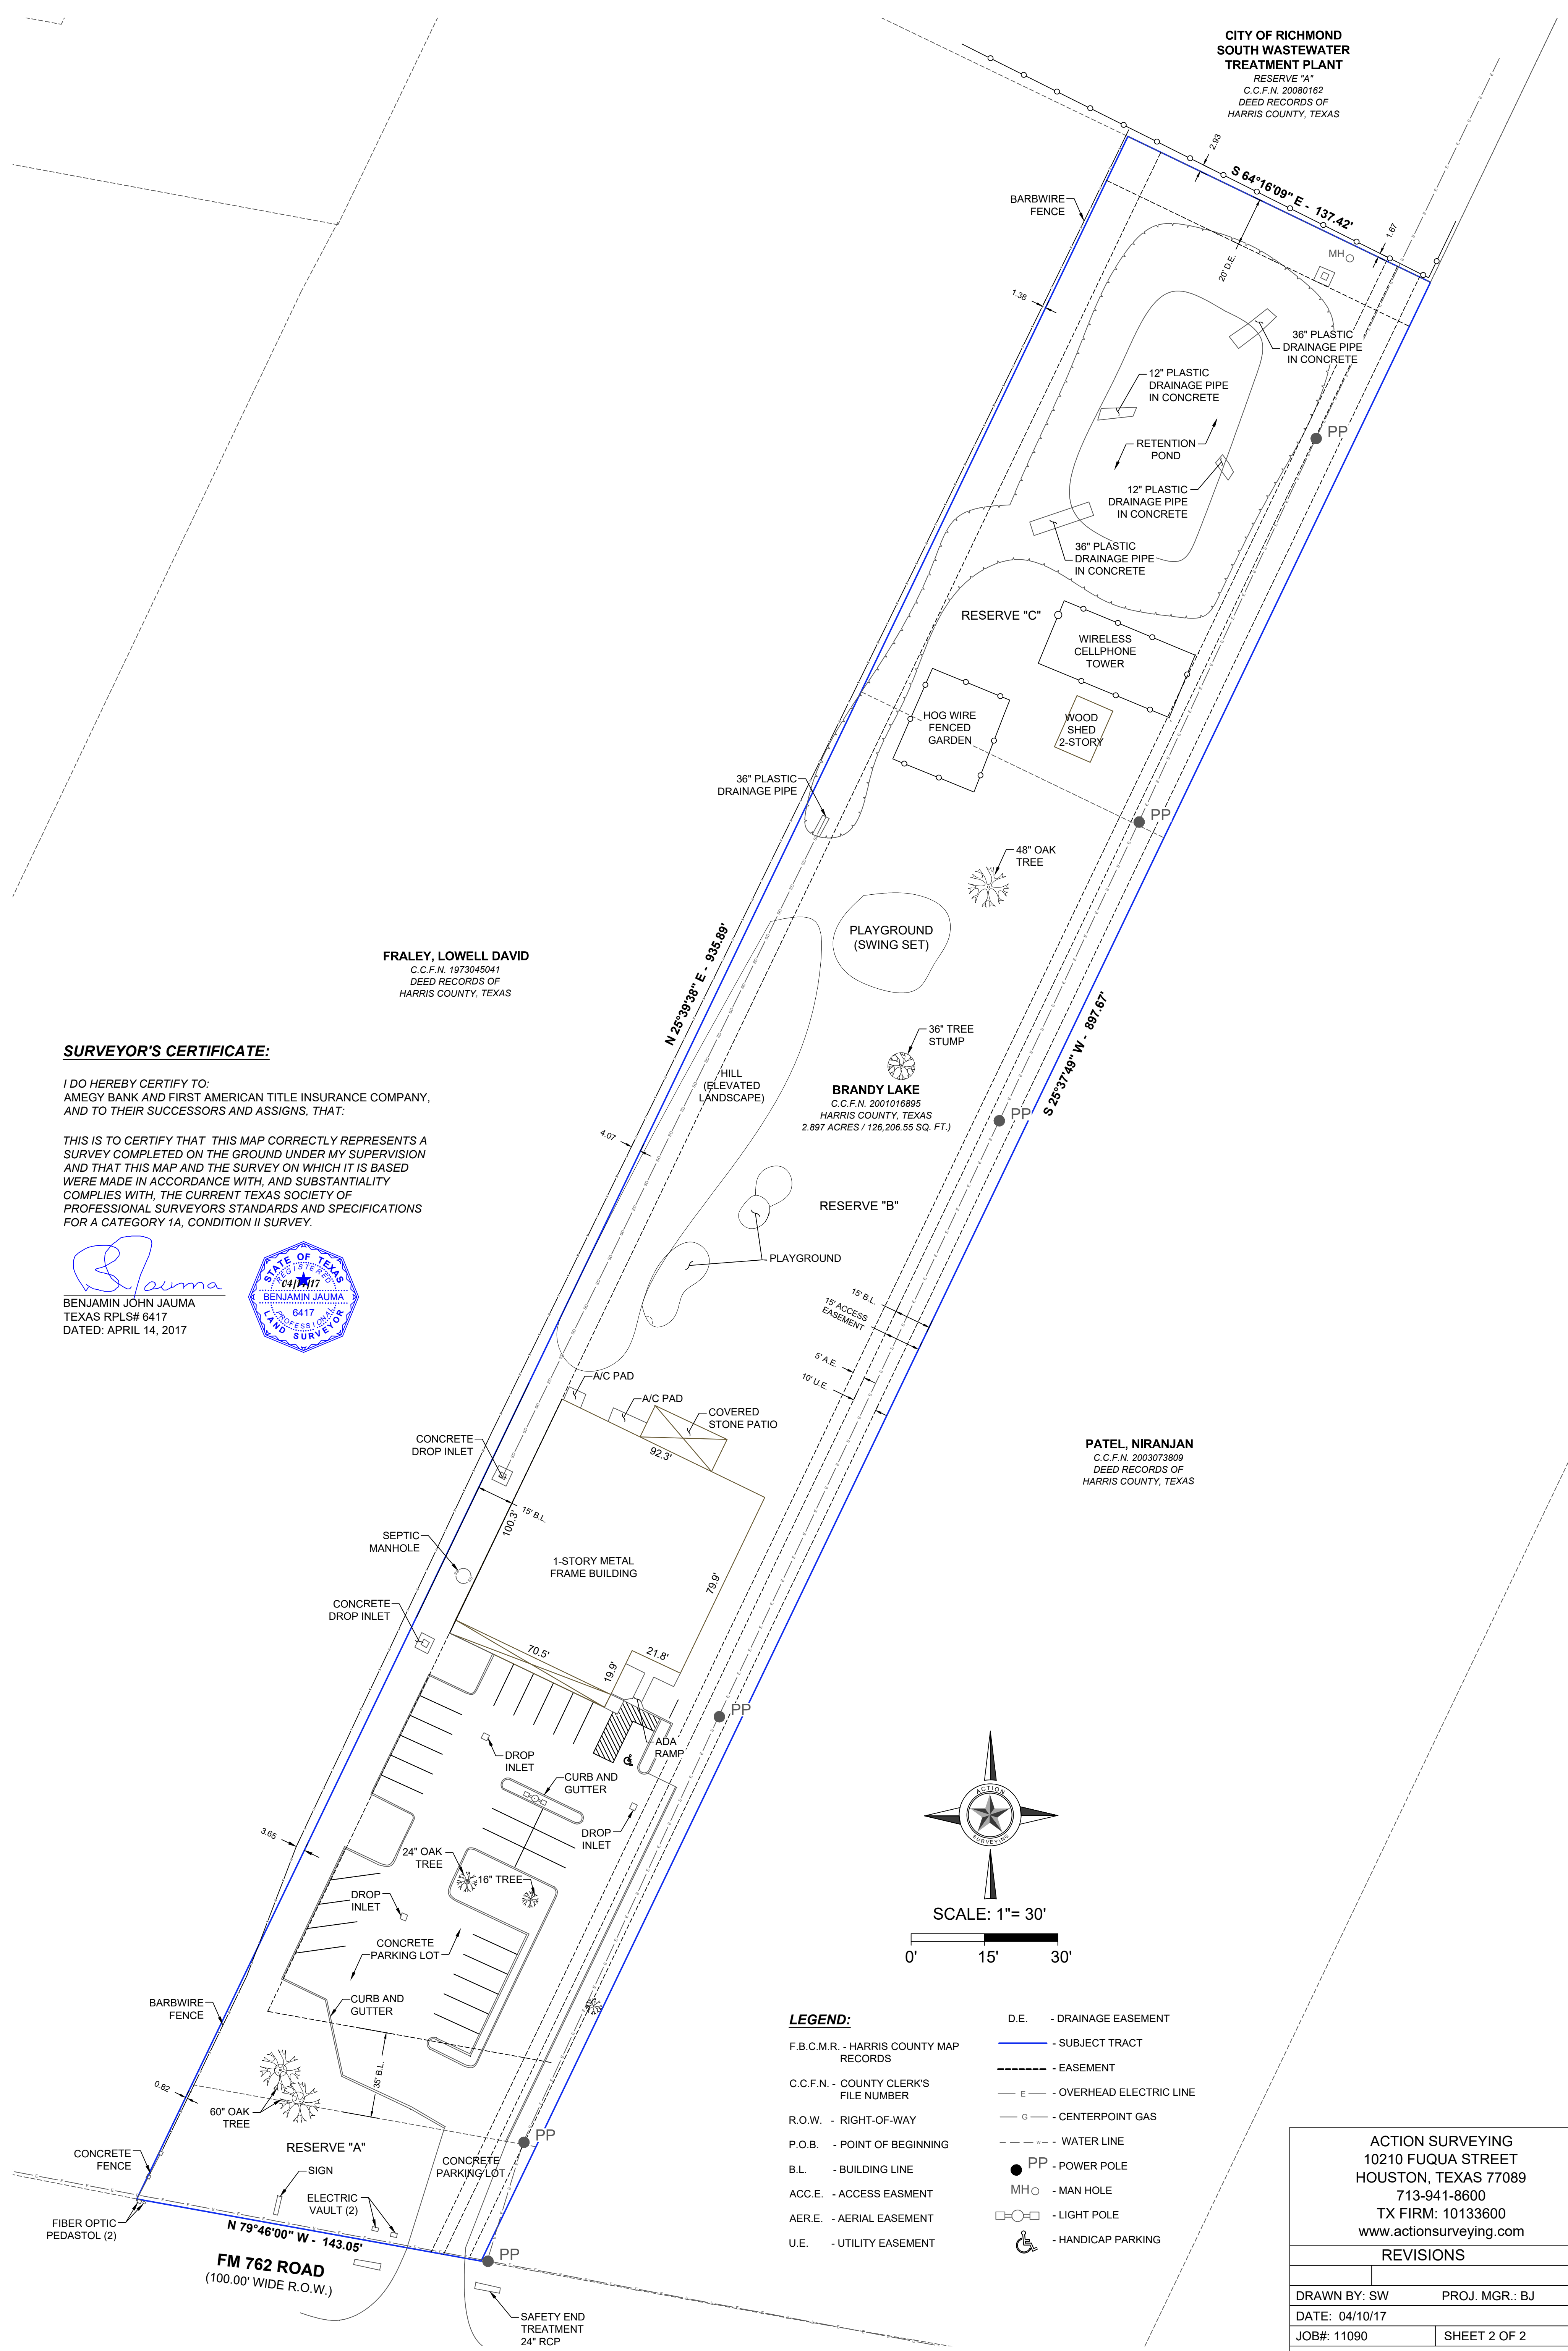 CITY OF RICHMOND
SOUTH WASTEWATER
TREATMENT PLANT
RESERVE "A"
C.C.F.N. 20080162
DEED RECORDS OF
HARRIS COUNTY, TEXAS
2.93
S 64°16'09" E - 137.42'
1.67
BARBWIRE
FENCE
MH
20' D.E.
1.38
36" PLASTIC
DRAINAGE PIPE
IN CONCRETE
12" PLASTIC
DRAINAGE PIPE
IN CONCRETE
PP
RETENTION
POND
12" PLASTIC
DRAINAGE PIPE
IN CONCRETE
36" PLASTIC
DRAINAGE PIPE
IN CONCRETE
RESERVE "C"
WIRELESS
CELLPHONE
TOWER
HOG WIRE
FENCED
GARDEN
WOOD
SHED
2-STORY
36" PLASTIC
DRAINAGE PIPE
PP
48" OAK
TREE
PLAYGROUND
(SWING SET)
N 25°39'38" E - 935.89'
FRALEY, LOWELL DAVID
C.C.F.N. 1973045041
DEED RECORDS OF
HARRIS COUNTY, TEXAS
S 25°37'49" W - 897.67'
36" TREE
STUMP
HILL
(ELEVATED
LANDSCAPE)
BRANDY LAKE
C.C.F.N. 2001016895
HARRIS COUNTY, TEXAS
2.897 ACRES / 126,206.55 SQ. FT.)
PP
4.07
SURVEYOR'S CERTIFICATE:
I DO HEREBY CERTIFY TO:
AMEGY BANK AND FIRST AMERICAN TITLE INSURANCE COMPANY,
AND TO THEIR SUCCESSORS AND ASSIGNS, THAT:
THIS IS TO CERTIFY THAT THIS MAP CORRECTLY REPRESENTS A
SURVEY COMPLETED ON THE GROUND UNDER MY SUPERVISION
AND THAT THIS MAP AND THE SURVEY ON WHICH IT IS BASED
WERE MADE IN ACCORDANCE WITH, AND SUBSTANTIALITY
COMPLIES WITH, THE CURRENT TEXAS SOCIETY OF
PROFESSIONAL SURVEYORS STANDARDS AND SPECIFICATIONS
FOR A CATEGORY 1A, CONDITION II SURVEY.
BENJAMIN JOHN JAUMA
TEXAS RPLS# 6417
DATED: APRIL 14, 2017
STATE OF TEXAS
REGISTERED
BENJAMIN JAUMA
6417
PROFESSIONAL
LAND SURVEYOR
RESERVE "B"
PLAYGROUND
15' B.L.
15' ACCESS
EASEMENT
5' A.E.
10' U.E.
A/C PAD
A/C PAD
COVERED
STONE PATIO
CONCRETE
DROP INLET
92.3'
15' B.L.
100.3'
PATEL, NIRANJAN
C.C.F.N. 2003073809
DEED RECORDS OF
HARRIS COUNTY, TEXAS
SEPTIC
MANHOLE
1-STORY METAL
FRAME BUILDING
79.9'
CONCRETE
DROP INLET
70.5'
21.8'
19.9'
PP
ADA
RAMP
DROP
INLET
CURB AND
GUTTER
DROP
INLET
3.65
24" OAK
TREE
16" TREE
DROP
INLET
CONCRETE
PARKING LOT
CURB AND
GUTTER
BARBWIRE
FENCE
35' B.L.
0.82
60" OAK
TREE
PP
RESERVE "A"
CONCRETE
FENCE
SIGN
CONCRETE
PARKING LOT
ELECTRIC
VAULT (2)
FIBER OPTIC
PEDASTOL (2)
N 79°46'00" W - 143.05'
FM 762 ROAD
(100.00' WIDE R.O.W.)
PP
SAFETY END
TREATMENT
24" RCP
ACTION
SURVEYING
SCALE: 1"= 30'
0' 15' 30'
LEGEND:
F.B.C.M.R. - HARRIS COUNTY MAP
RECORDS
C.C.F.N. - COUNTY CLERK'S
FILE NUMBER
R.O.W. - RIGHT-OF-WAY
P.O.B. - POINT OF BEGINNING
B.L. - BUILDING LINE
ACC.E. - ACCESS EASMENT
AER.E. - AERIAL EASEMENT
U.E. - UTILITY EASEMENT
D.E. - DRAINAGE EASEMENT
- SUBJECT TRACT
- EASEMENT
E - OVERHEAD ELECTRIC LINE
G - CENTERPOINT GAS
W - WATER LINE
PP - POWER POLE
MH - MAN HOLE
- LIGHT POLE
- HANDICAP PARKING
ACTION SURVEYING
10210 FUQUA STREET
HOUSTON, TEXAS 77089
713-941-8600
TX FIRM: 10133600
www.actionsurveying.com
REVISIONS
DRAWN BY: SW PROJ. MGR.: BJ
DATE: 04/10/17
JOB#: 11090 SHEET 2 OF 2